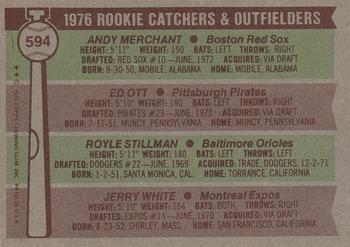 1976 ROOKIE CATCHERS & OUTFIELDERS
594
ANDY MERCHANT ● Boston Red Sox
HEIGHT: 5'11" WEIGHT: 190 BATS: LEFT THROWS: RIGHT
DRAFTED: RED SOX #10—JUNE, 1972 ACQUIRED: VIA DRAFT
BORN: 8-30-50, MOBILE, ALABAMA HOME: MOBILE, ALABAMA
ED OTT ● Pittsburgh Pirates
HEIGHT: 5'10" WEIGHT: 190 BATS: LEFT THROWS: RIGHT
DRAFTED: PIRATES #23—JUNE, 1970 ACQUIRED: VIA DRAFT
BORN: 7-11-51, MUNCY, PENNSYLVANIA HOME: MUNCY, PENNSYLVANIA
ROYLE STILLMAN ● Baltimore Orioles
HEIGHT: 5'11" WEIGHT: 180 BATS: LEFT THROWS: LEFT
DRAFTED: DODGERS #22—JUNE, 1969 ACQUIRED: TRADE, DODGERS, 12-2-71
BORN: 1-2-51, SANTA MONICA, CAL. HOME: TORRANCE, CALIFORNIA
JERRY WHITE ● Montreal Expos
HEIGHT: 5'10" WEIGHT: 164 BATS: BOTH THROWS: RIGHT
DRAFTED: EXPOS #14—JUNE, 1970 ACQUIRED: VIA DRAFT
BORN: 8-23-52, SHIRLEY, MASS. HOME: SAN FRANCISCO, CALIFORNIA